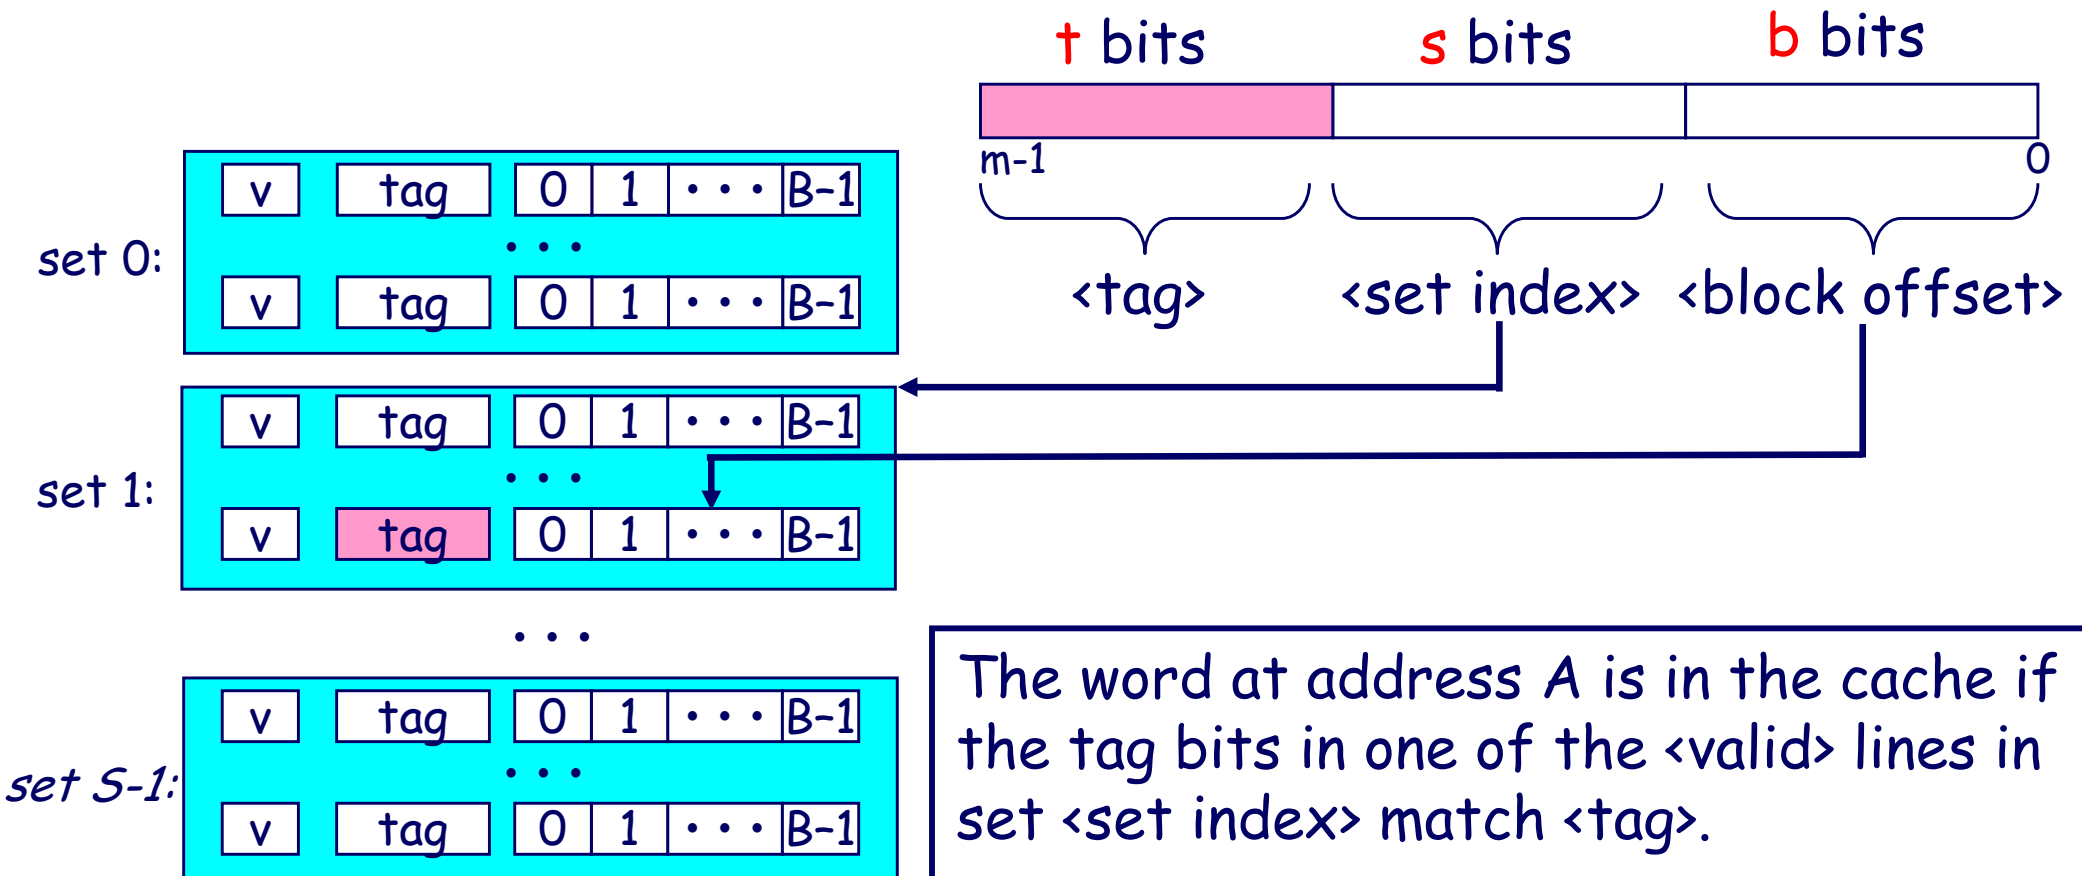 t bits s bits b bits
m-1 0
v tag 0 1 • • • B-1
• • •
set 0:
v tag 0 1 • • • B-1
<tag> <set index> <block offset>
v tag 0 1 • • • B-1
• • •
set 1:
v tag 0 1 • • • B-1
• • •
v tag 0 1 • • • B-1
• • •
set S-1:
v tag 0 1 • • • B-1
The word at address A is in the cache if
the tag bits in one of the <valid> lines in
set <set index> match <tag>.